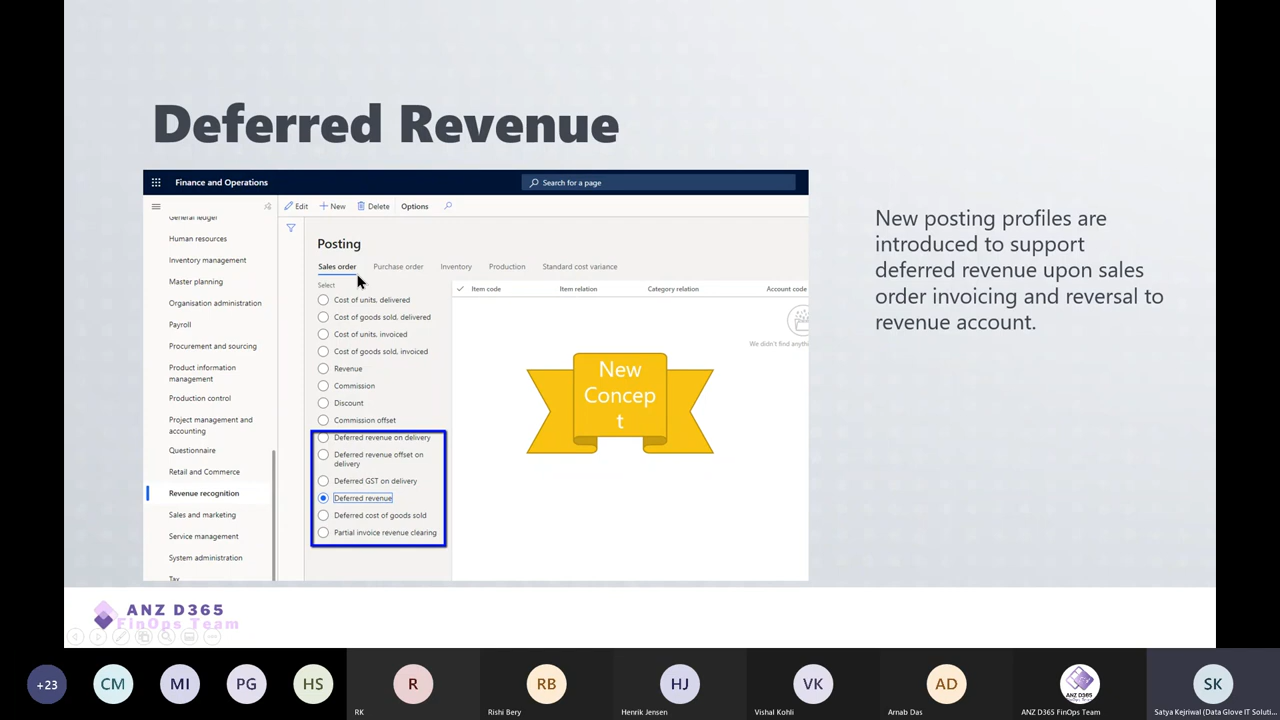 Deferred Revenue
Finance and Operations
Search for a page
Edit
New
Delete
Options
General ledger
Human resources
Inventory management
Master planning
Organisation administration
Payroll
Procurement and sourcing
Product information
management
Production control
Project management and
accounting
Questionnaire
Retail and Commerce
Revenue recognition
Sales and marketing
Service management
System administration
Tax
Posting
Sales order
Purchase order
Inventory
Production
Standard cost variance
Select
Cost of units, delivered
Cost of goods sold, delivered
Cost of units, invoiced
Cost of goods sold, invoiced
Revenue
Commission
Discount
Commission offset
Deferred revenue on delivery
Deferred revenue offset on
delivery
Deferred GST on delivery
Deferred revenue
Deferred cost of goods sold
Partial invoice revenue clearing
Item code
Item relation
Category relation
Account code
We didn't find anythi
New
Concep
t
New posting profiles are
introduced to support
deferred revenue upon sales
order invoicing and reversal to
revenue account.
ANZ D365
FinOps Team
+23
CM
MI
PG
HS
R
RK
RB
Rishi Bery
HJ
Henrik Jensen
VK
Vishal Kohli
AD
Arnab Das
ANZ D365
ANZ D365 FinOps Team
SK
Satya Kejriwal (Data Glove IT Soluti...